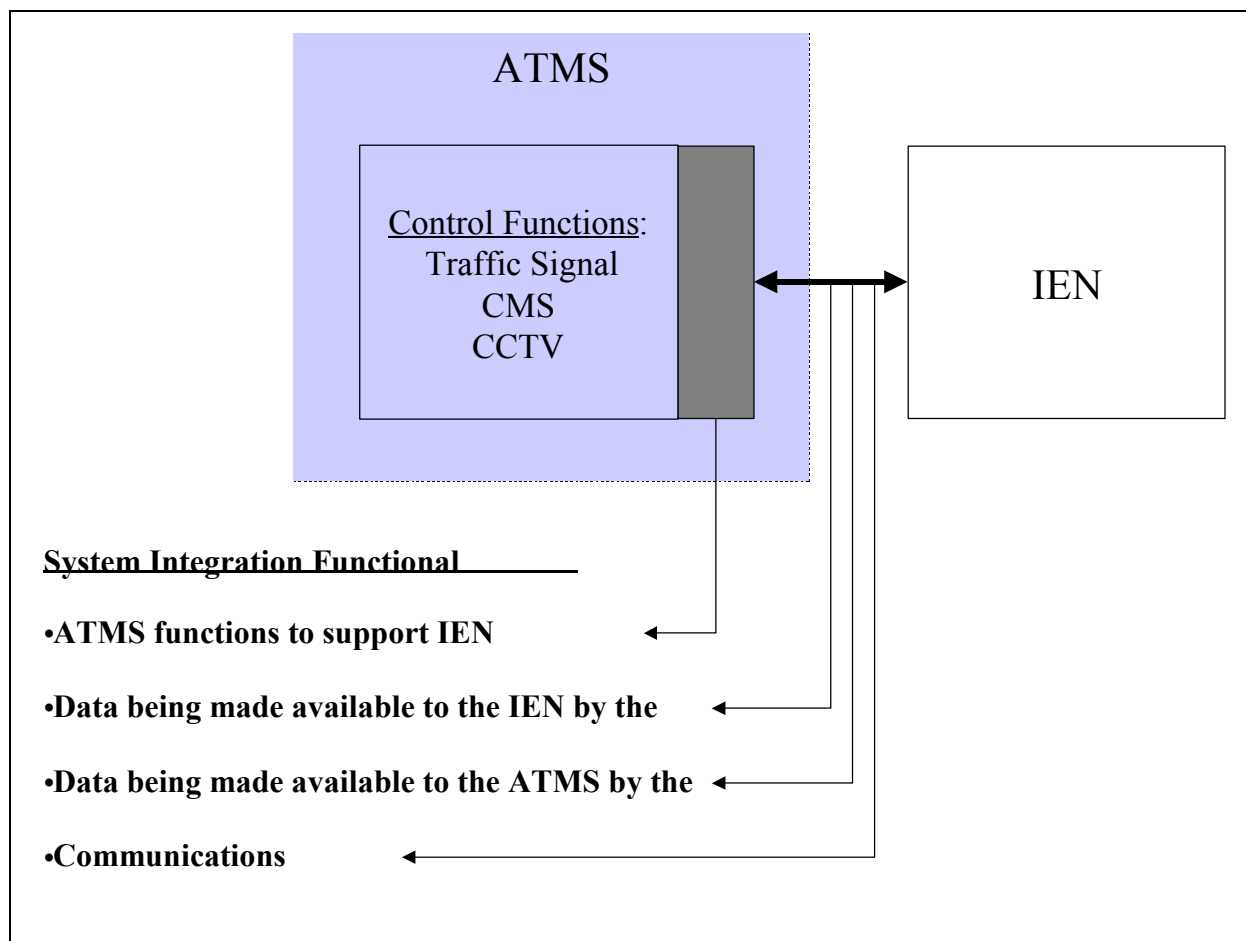 ATMS
Control Functions:
Traffic Signal
CMS
CCTV
IEN
System Integration Functional
•ATMS functions to support IEN
•Data being made available to the IEN by the
•Data being made available to the ATMS by the
•Communications